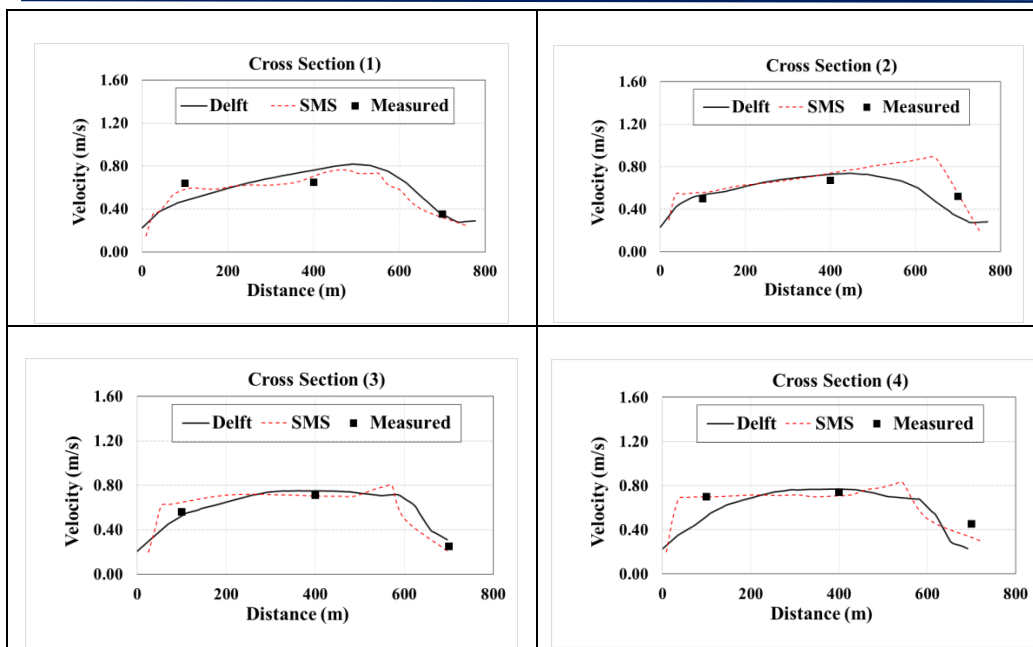 Cross Section (1)
Delft SMS Measured
1.60
1.20
0.80
0.40
0.00
Velocity (m/s)
0 200 400 600 800
Distance (m)
Cross Section (2)
Delft SMS Measured
1.60
1.20
0.80
0.40
0.00
Velocity (m/s)
0 200 400 600 800
Distance (m)
Cross Section (3)
Delft SMS Measured
1.60
1.20
0.80
0.40
0.00
Velocity (m/s)
0 200 400 600 800
Distance (m)
Cross Section (4)
Delft SMS Measured
1.60
1.20
0.80
0.40
0.00
Velocity (m/s)
0 200 400 600 800
Distance (m)